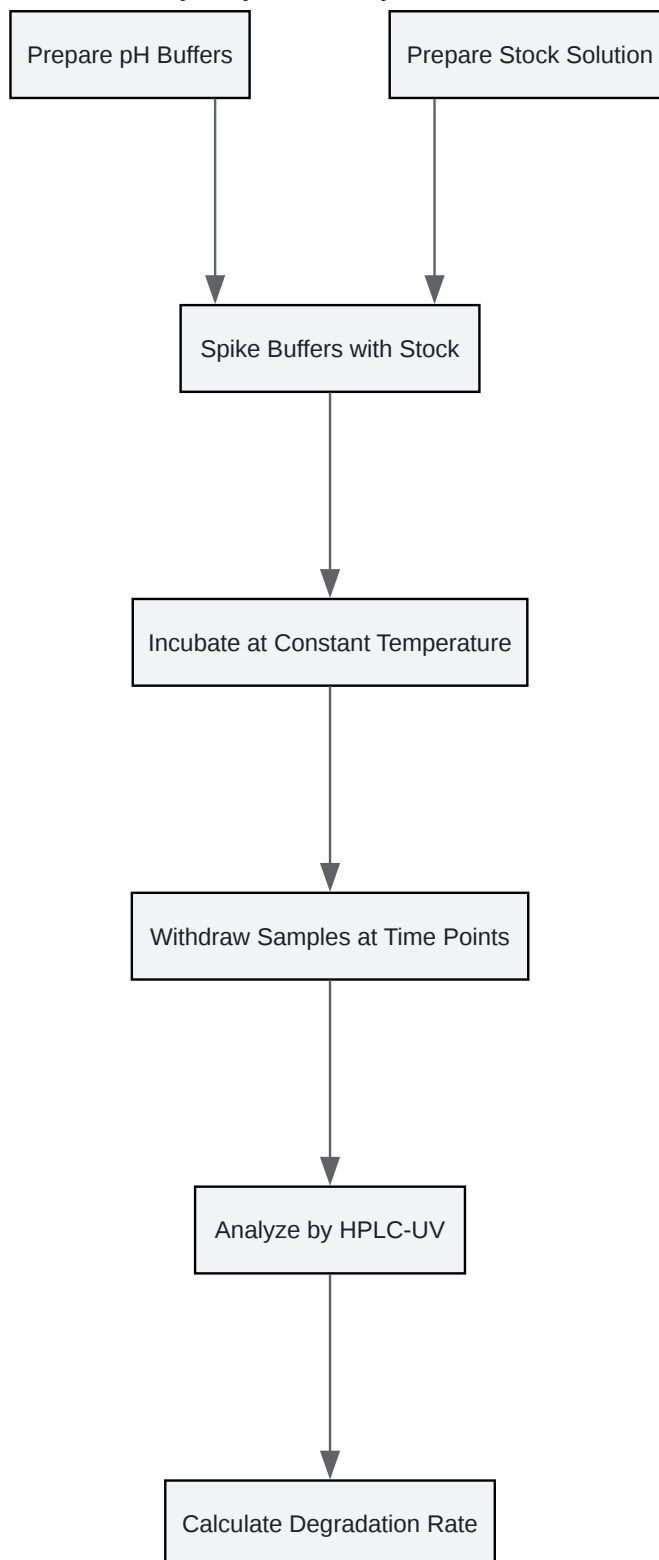 Prepare pH Buffers
Prepare Stock Solution
Spike Buffers with Stock
Incubate at Constant Temperature
Withdraw Samples at Time Points
Analyze by HPLC-UV
Calculate Degradation Rate